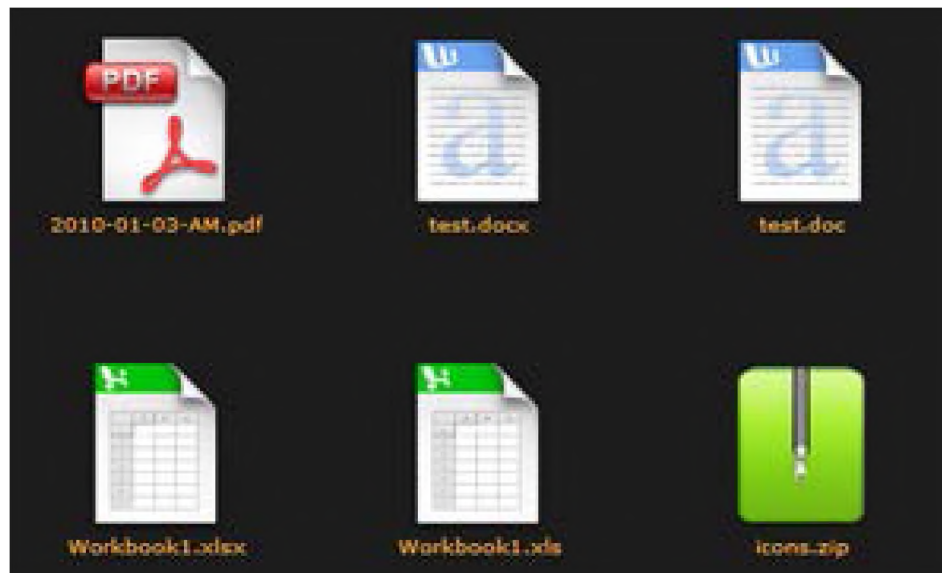 PDF
2010-01-03-AM.pdf
W
a
test.docx
W
a
test.doc
Workbook1.xlsx
Workbook1.xls
icons.zip